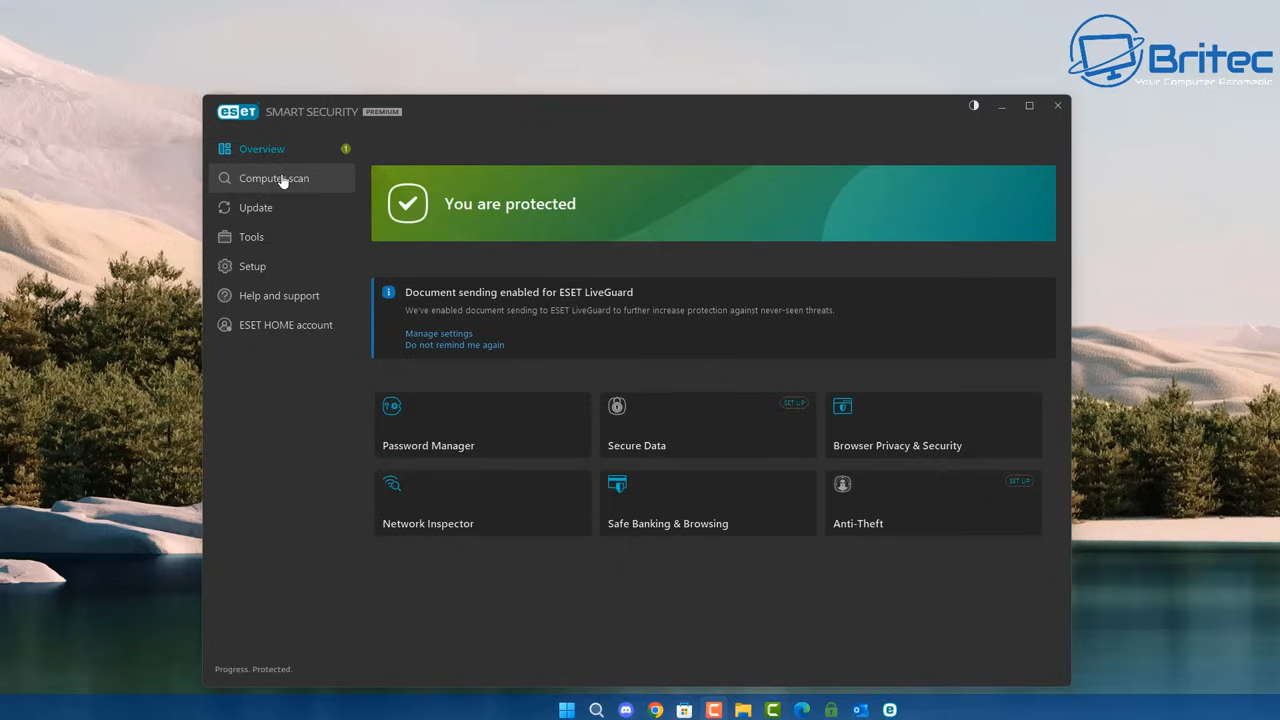 Britec
Your Computer Paramedic
eset SMART SECURITY PREMIUM
Overview
1
Computer scan
Update
Tools
Setup
Help and support
ESET HOME account
You are protected
Document sending enabled for ESET LiveGuard
We've enabled document sending to ESET LiveGuard to further increase protection against never-seen threats.
Manage settings
Do not remind me again
Password Manager
SET UP
Secure Data
Browser Privacy & Security
Network Inspector
Safe Banking & Browsing
SET UP
Anti-Theft
Progress. Protected.